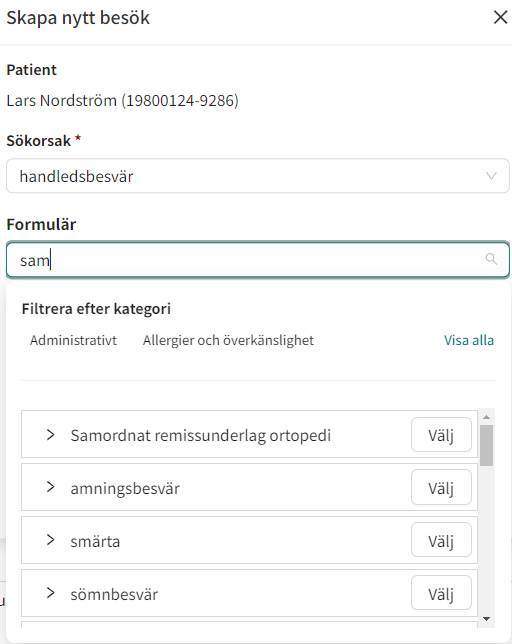 Skapa nytt besök
Patient
Lars Nordström (19800124-9286)
Sökorsak *
handledsbesvär
Formulär
sam
Filtrera efter kategori
Administrativt Allergier och överkänslighet Visa alla
Samordnat remissunderlag ortopedi Välj
amningsbesvär Välj
smärta Välj
sömnbesvär Välj